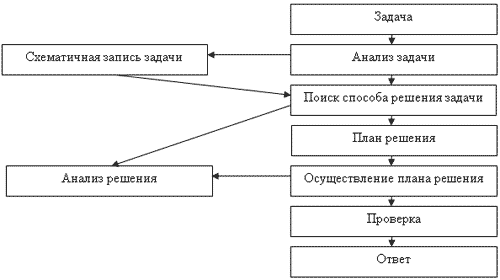 Задача
Схематичная запись задачи
Анализ задачи
Поиск способа решения задачи
План решения
Анализ решения
Осуществление плана решения
Проверка
Ответ